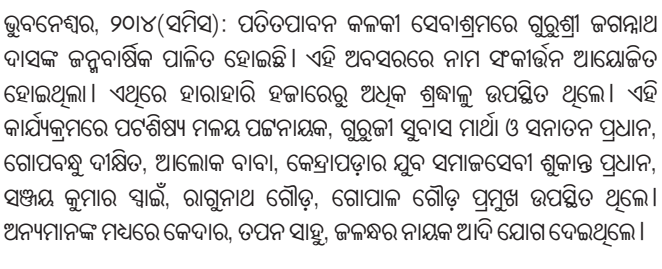 ଭୁବନେଶ୍ୱର, ୨୦।୪(ସମିସ): ପତିତପାବନ କଳକୀ ସେବାଶ୍ରମରେ ଗୁରୁଶ୍ରୀ ଜଗନ୍ନାଥ
ଦାସଙ୍କ ଜନ୍ମବାର୍ଷିକ ପାଳିତ ହୋଇଛି। ଏହି ଅବସରରେ ନାମ ସଂକୀର୍ତ୍ତନ ଆୟୋଜିତ
ହୋଇଥିଲା। ଏଥିରେ ହାରାହାରି ହଜାରେରୁ ଅଧିକ ଶ୍ରଦ୍ଧାଳୁ ଉପସ୍ଥିତ ଥିଲେ। ଏହି
କାର୍ଯ୍ୟକ୍ରମରେ ପଟଶିଷ୍ୟ ମଳୟ ପଟ୍ଟନାୟକ, ଗୁରୁଜୀ ସୁବାସ ମାର୍ଥା ଓ ସନାତନ ପ୍ରଧାନ,
ଗୋପବନ୍ଧୁ ଦୀକ୍ଷିତ, ଆଲୋକ ବାବା, କେନ୍ଦ୍ରାପଡ଼ାର ଯୁବ ସମାଜସେବୀ ଶୁକାନ୍ତ ପ୍ରଧାନ,
ସଞ୍ଜୟ କୁମାର ସ୍ୱାଇଁ, ରାଗୁନାଥ ଗୌଡ଼, ଗୋପାଳ ଗୌଡ଼ ପ୍ରମୁଖ ଉପସ୍ଥିତ ଥିଲେ।
ଅନ୍ୟମାନଙ୍କ ମଧ୍ୟରେ କେଦାର, ତପନ ସାହୁ, ଜଳନ୍ଧର ନାୟକ ଆଦି ଯୋଗ ଦେଇଥିଲେ।